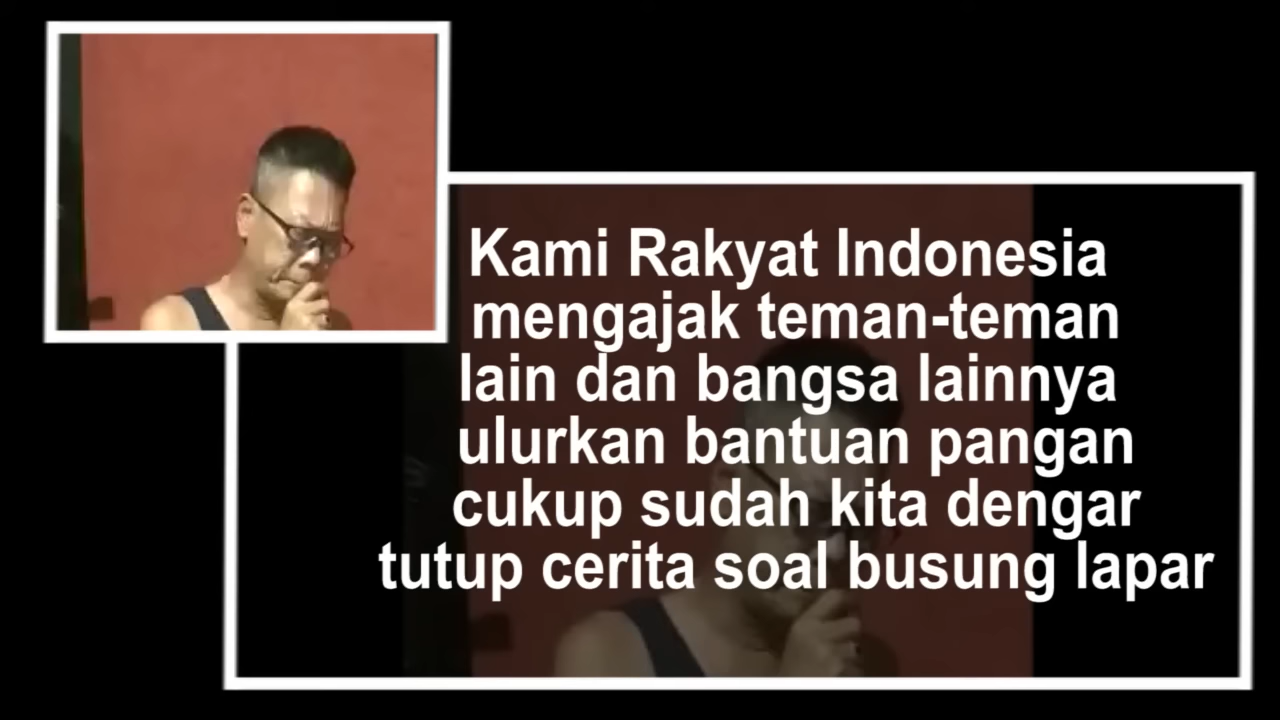 Kami Rakyat Indonesia
mengajak teman-teman
lain dan bangsa lainnya
ulurkan bantuan pangan
cukup sudah kita dengar
tutup cerita soal busung lapar